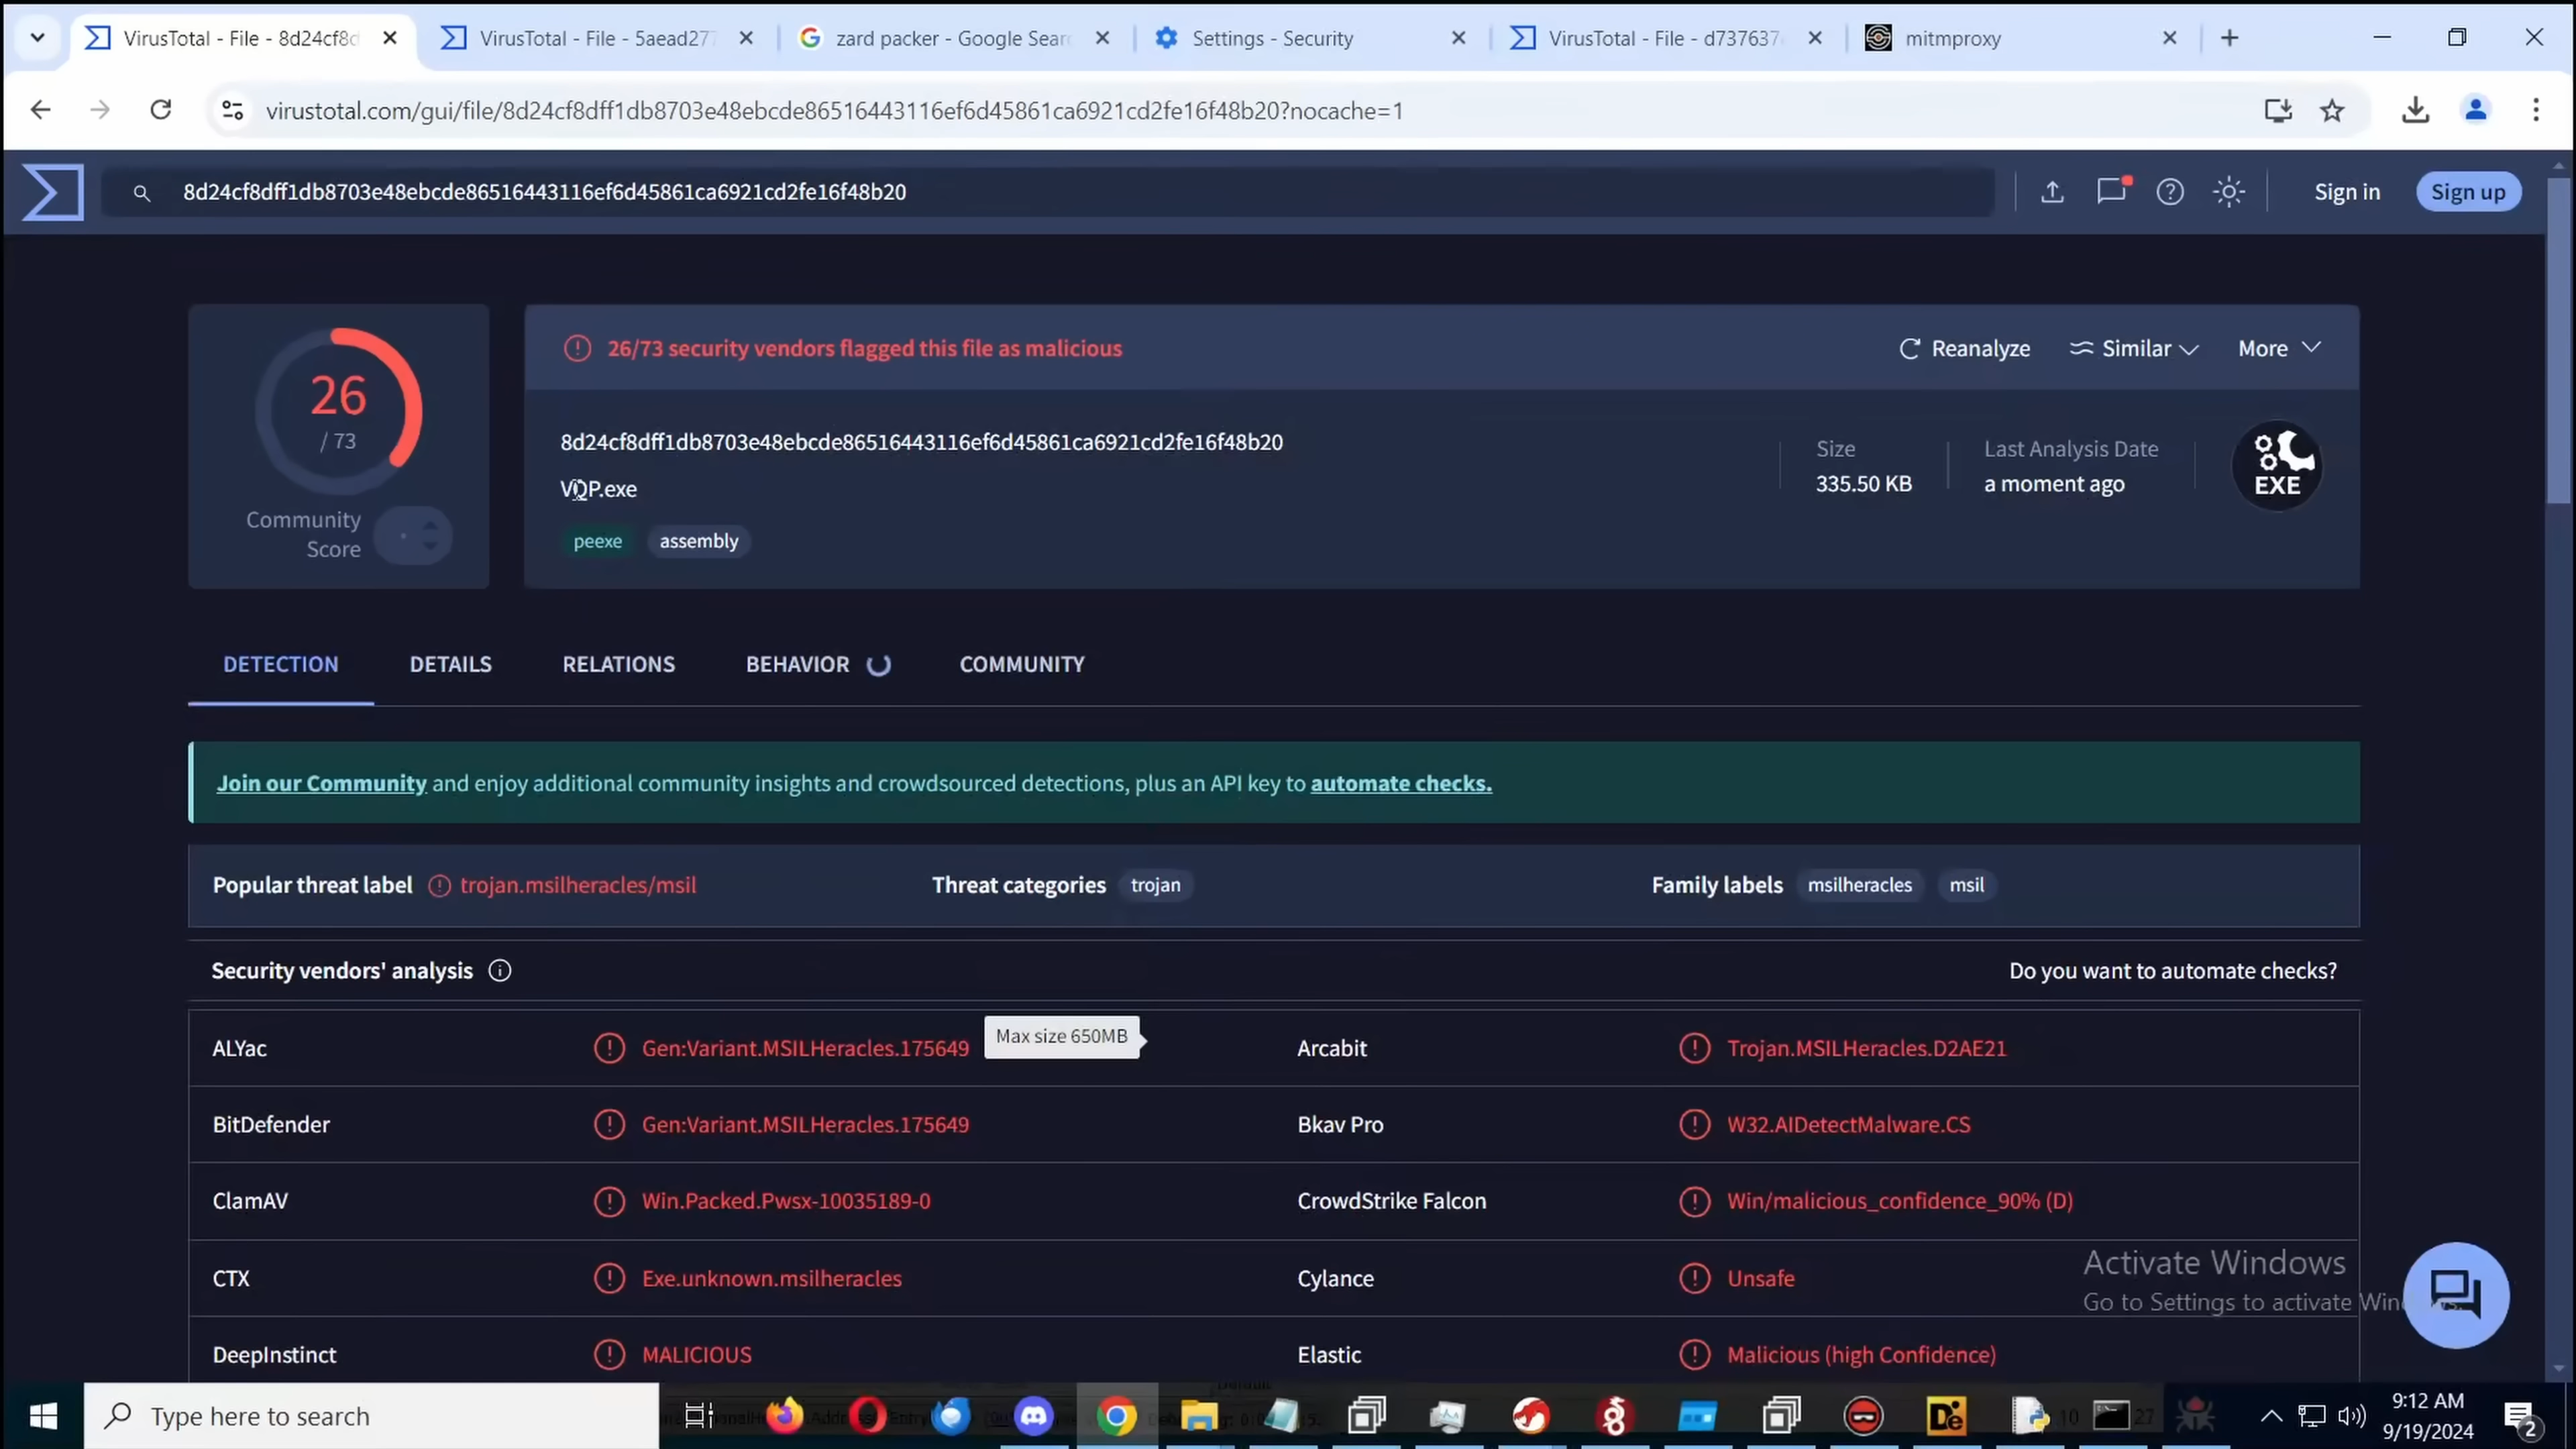 VirusTotal - File - 8d24cf8d
VirusTotal - File - 5aead277
zard packer - Google Sear
Settings - Security
VirusTotal - File - d737637
mitmproxy
virustotal.com/gui/file/8d24cf8dff1db8703e48ebcde86516443116ef6d45861ca6921cd2fe16f48b20?nocache=1
8d24cf8dff1db8703e48ebcde86516443116ef6d45861ca6921cd2fe16f48b20
Sign in
Sign up
26
/ 73
Community
Score
26/73 security vendors flagged this file as malicious
Reanalyze
Similar
More
8d24cf8dff1db8703e48ebcde86516443116ef6d45861ca6921cd2fe16f48b20
VQP.exe
peexe
assembly
Size
335.50 KB
Last Analysis Date
a moment ago
EXE
DETECTION
DETAILS
RELATIONS
BEHAVIOR
COMMUNITY
Join our Community and enjoy additional community insights and crowdsourced detections, plus an API key to automate checks.
Popular threat label
trojan.msilheracles/msil
Threat categories
trojan
Family labels
msilheracles
msil
Security vendors' analysis
Do you want to automate checks?
ALYac
Gen:Variant.MSILHeracles.175649
Max size 650MB
Arcabit
Trojan.MSILHeracles.D2AE21
BitDefender
Gen:Variant.MSILHeracles.175649
Bkav Pro
W32.AIDetectMalware.CS
ClamAV
Win.Packed.Pwsx-10035189-0
CrowdStrike Falcon
Win/malicious_confidence_90% (D)
CTX
Exe.unknown.msilheracles
Cylance
Unsafe
Activate Windows
Go to Settings to activate Windows.
DeepInstinct
MALICIOUS
Elastic
Malicious (high Confidence)
Type here to search
De
9:12 AM
9/19/2024
2